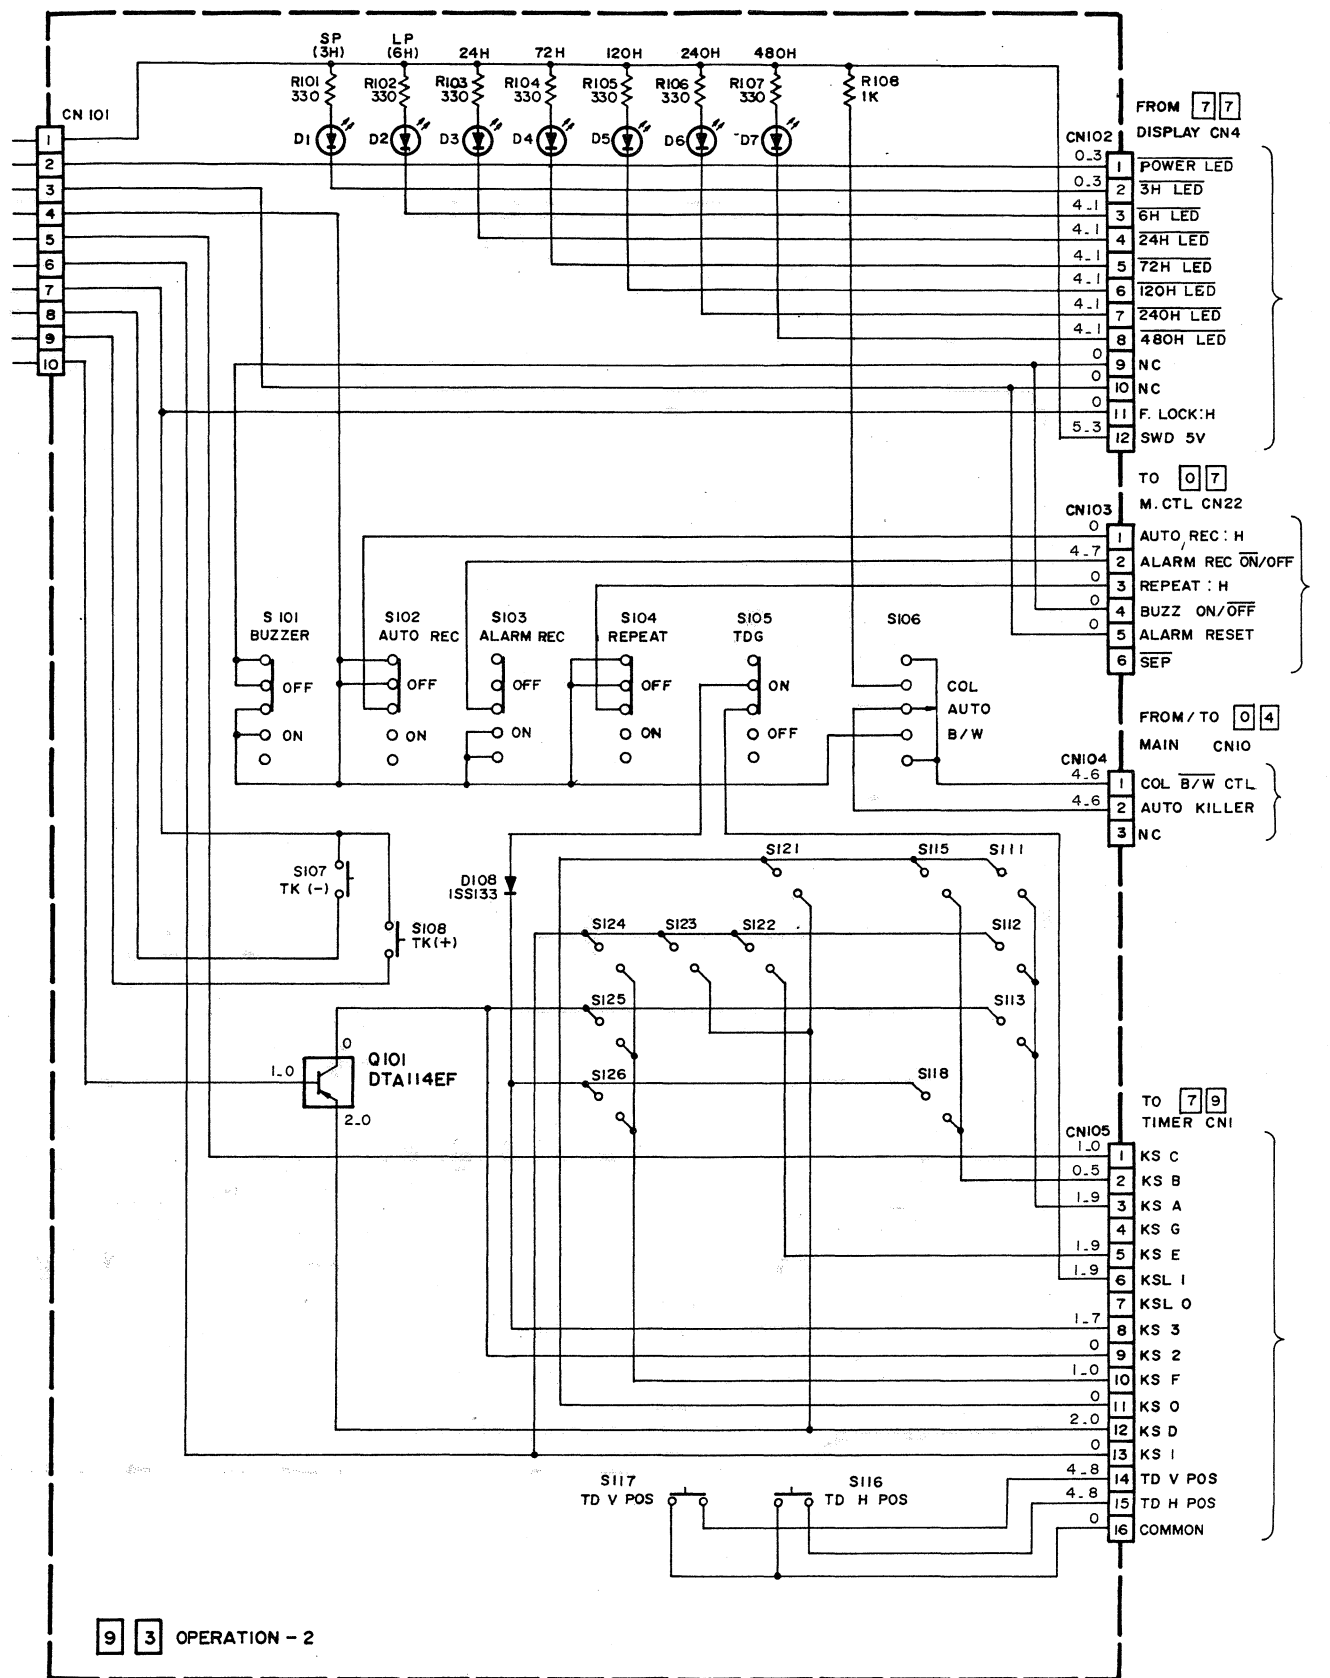 SP LP
(3H) (6H) 24H 72H 120H 240H 480H
R101 R102 R103 R104 R105 R106 R107 R108
330 330 330 330 330 330 330 1K
D1 D2 D3 D4 D5 D6 D7
CN 101
1
2
3
4
5
6
7
8
9
10
FROM 7 7
DISPLAY CN4
CN102
0.3 1 POWER LED
0.3 2 3H LED
4.1 3 6H LED
4.1 4 24H LED
4.1 5 72H LED
4.1 6 120H LED
4.1 7 240H LED
4.1 8 480H LED
0 9 NC
0 10 NC
0 11 F. LOCK:H
5.3 12 SWD 5V
TO 0 7
M.CTL CN22
CN103
0 1 AUTO REC : H
4.7 2 ALARM REC ON/OFF
0 3 REPEAT : H
0 4 BUZZ ON/OFF
0 5 ALARM RESET
6 SEP
S 101 S102 S103 S104 S105 S106
BUZZER AUTO REC ALARM REC REPEAT TDG
OFF OFF OFF OFF ON COL
AUTO
ON ON ON ON OFF B/W
FROM/TO 0 4
MAIN CN10
CN104
4.6 1 COL B/W CTL
4.6 2 AUTO KILLER
3 NC
S107
TK (-)
S108
TK(+)
D108
1SS133
S121 S115 S111
S124 S123 S122 S112
S125 S113
S126 S118
0
1.0
Q101
DTA114EF
2.0
TO 7 9
TIMER CN1
CN105
1.0 1 KS C
0.5 2 KS B
1.9 3 KS A
4 KS G
1.9 5 KS E
1.9 6 KSL 1
7 KSL 0
1.7 8 KS 3
0 9 KS 2
1.0 10 KS F
0 11 KS 0
2.0 12 KS D
0 13 KS 1
4.8 14 TD V POS
4.8 15 TD H POS
0 16 COMMON
S117
TD V POS
S116
TD H POS
9 3 OPERATION - 2